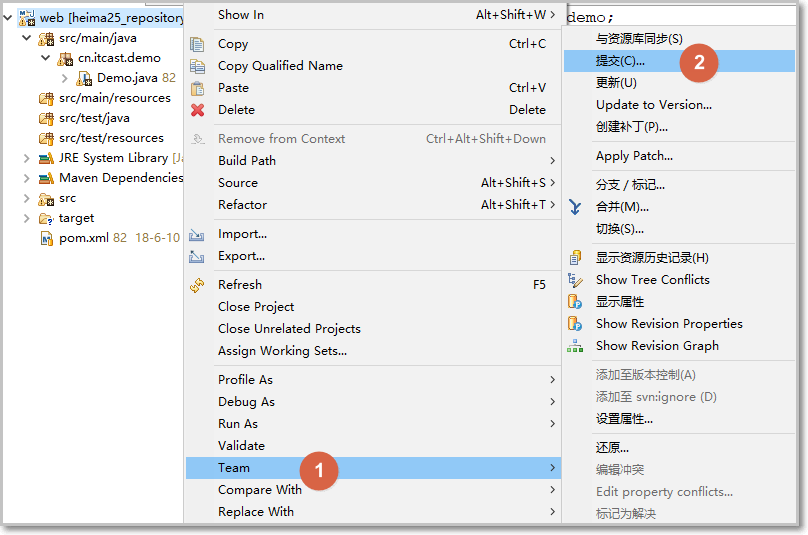 web [heima25_repository
src/main/java
cn.itcast.demo
Demo.java 82
src/main/resources
src/test/java
src/test/resources
JRE System Library [Ja
Maven Dependencies
src
target
pom.xml 82 18-6-10
Show In Alt+Shift+W
Copy Ctrl+C
Copy Qualified Name
Paste Ctrl+V
Delete Delete
Remove from Context Ctrl+Alt+Shift+Down
Build Path
Source Alt+Shift+S
Refactor Alt+Shift+T
Import...
Export...
Refresh F5
Close Project
Close Unrelated Projects
Assign Working Sets...
Profile As
Debug As
Run As
Validate
Team 1
Compare With
Replace With
demo;
与资源库同步(S)
提交(C)... 2
更新(U)
Update to Version...
创建补丁(P)...
Apply Patch...
分支 / 标记...
合并(M)...
切换(S)...
显示资源历史记录(H)
Show Tree Conflicts
显示属性
Show Revision Properties
Show Revision Graph
添加至版本控制(A)
添加至 svn:ignore (D)
设置属性...
还原...
编辑冲突
Edit property conflicts...
标记为解决